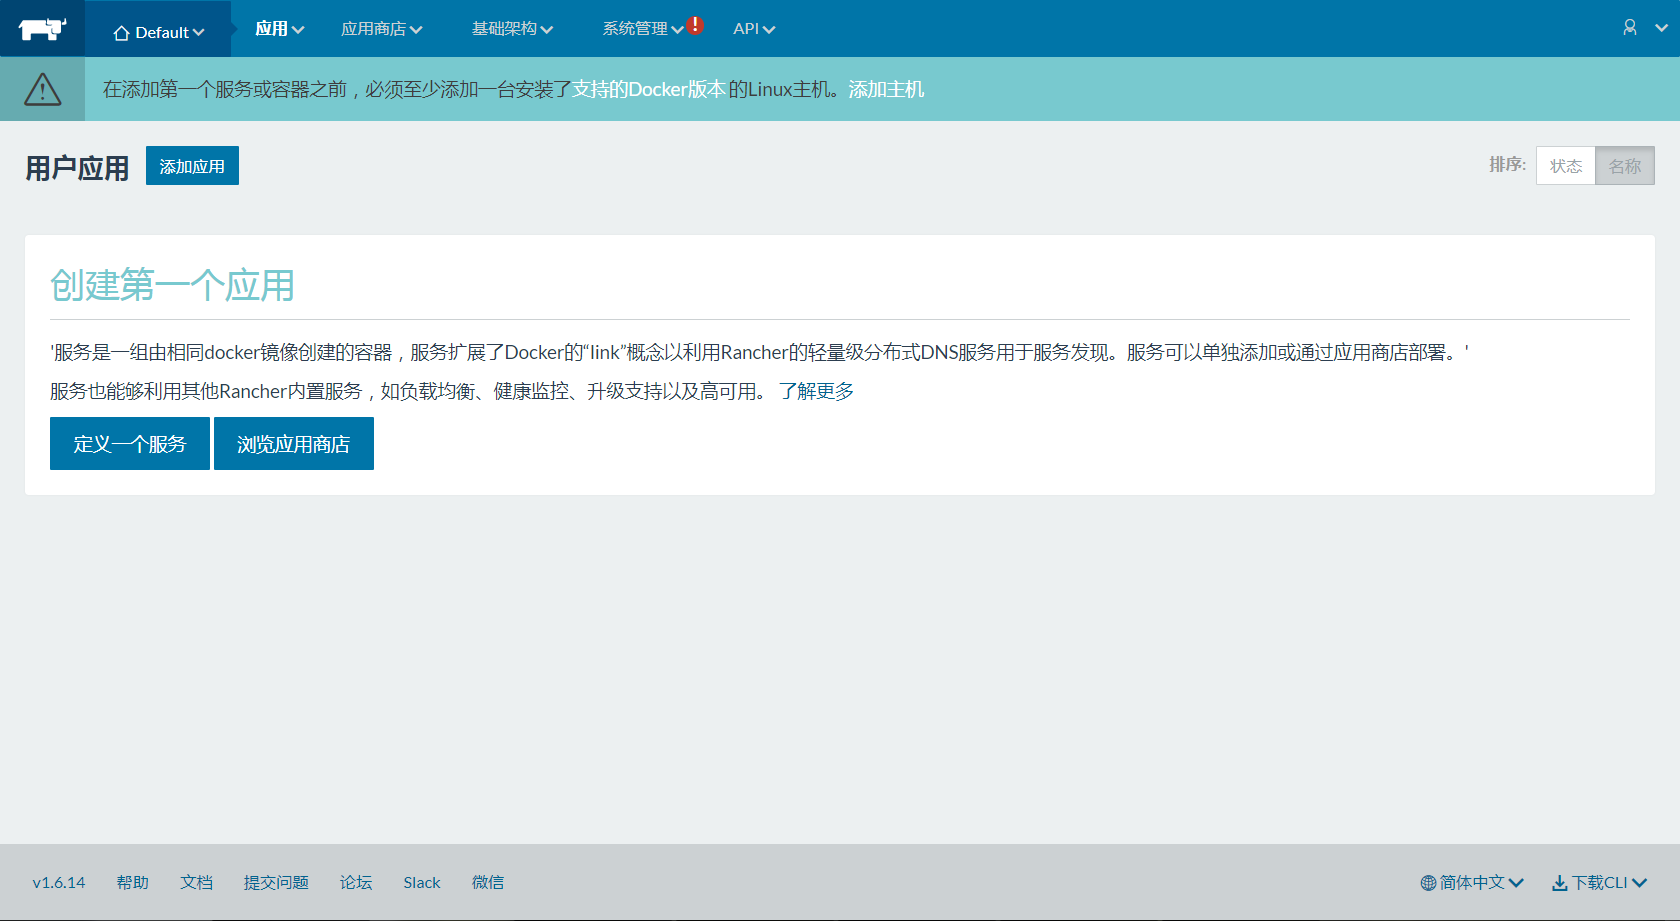 Default 应用 应用商店 基础架构 系统管理 ! API
在添加第一个服务或容器之前，必须至少添加一台安装了支持的Docker版本 的Linux主机。 添加主机
用户应用 添加应用 排序: 状态 名称
创建第一个应用
'服务是一组由相同docker镜像创建的容器，服务扩展了Docker的“link”概念以利用Rancher的轻量级分布式DNS服务用于服务发现。服务可以单独添加或通过应用商店部署。'
服务也能够利用其他Rancher内置服务，如负载均衡、健康监控、升级支持以及高可用。 了解更多
定义一个服务 浏览应用商店
v1.6.14 帮助 文档 提交问题 论坛 Slack 微信 简体中文 下载CLI